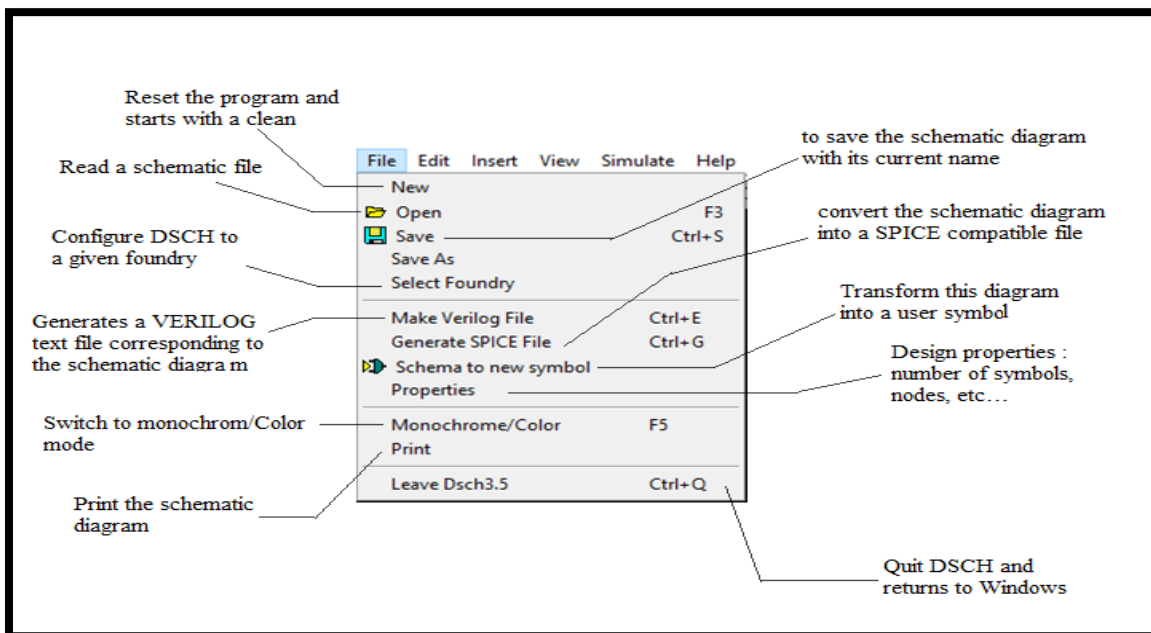 Reset the program and
starts with a clean
Read a schematic file
Configure DSCH to
a given foundry
Generates a VERILOG
text file corresponding to
the schematic diagra m
Switch to monochrom/Color
mode
Print the schematic
diagram
File Edit Insert View Simulate Help
New
Open F3
Save Ctrl+S
Save As
Select Foundry
Make Verilog File Ctrl+E
Generate SPICE File Ctrl+G
Schema to new symbol
Properties
Monochrome/Color F5
Print
Leave Dsch3.5 Ctrl+Q
to save the schematic diagram
with its current name
convert the schematic diagram
into a SPICE compatible file
Transform this diagram
into a user symbol
Design properties :
number of symbols,
nodes, etc…
Quit DSCH and
returns to Windows